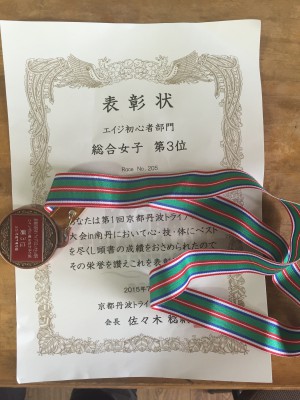 表彰状
エイジ初心者部門
総合女子 第3位
Race No. 205
なたは第1回京都丹波トライア
大会in南丹において心・技・体にベスト
を尽くし頭書の成績をおさめられたので
その栄誉を讃えこれを表彰
2015年
京都丹波トライ
会長 佐々木 稔